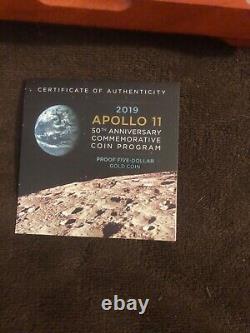 CERTIFICATE OF AUTHENTICITY
2019
APOLLO 11
50TH ANNIVERSARY
COMMEMORATIVE
COIN PROGRAM
PROOF FIVE-DOLLAR
GOLD COIN